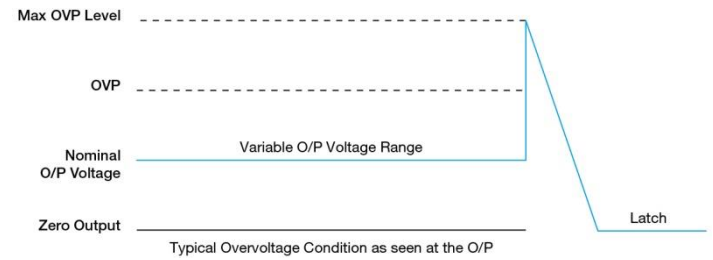 Max OVP Level
OVP
Variable O/P Voltage Range
Nominal
O/P Voltage
Zero Output
Latch
Typical Overvoltage Condition as seen at the O/P